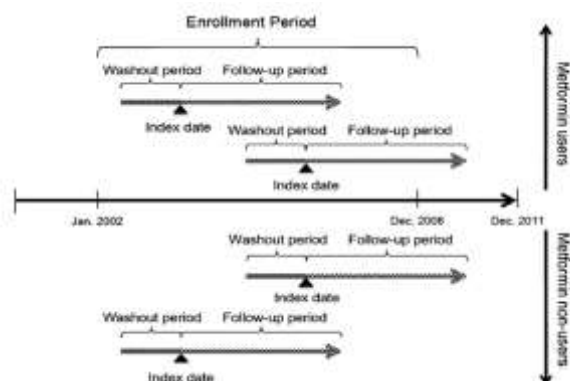 Enrollment Period
Washout period Follow-up period
Index date
Washout period Follow-up period
Index date
Metformin users
Jan. 2002 Dec. 2008 Dec. 2011
Washout period Follow-up period
Index date
Washout period Follow-up period
Index date
Metformin non-users